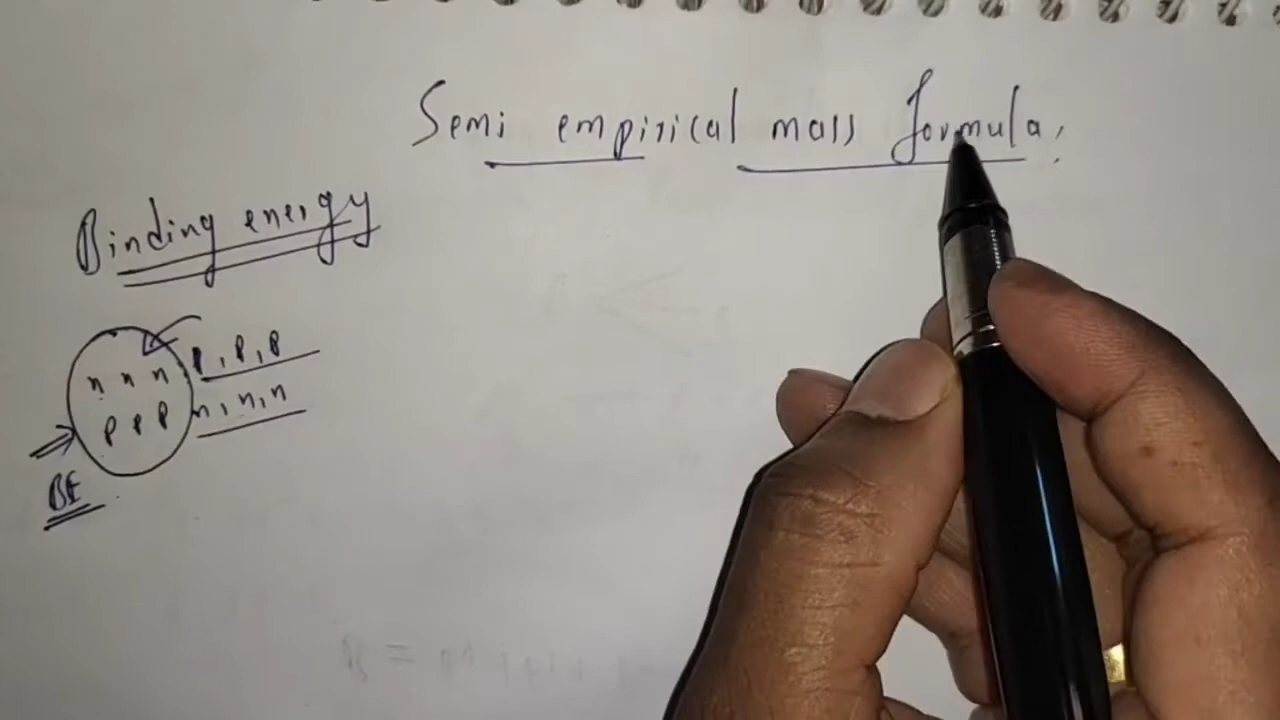 Semi empirical mass formula,
Binding energy
n n n p, p, p
p p p n, n, n
BE